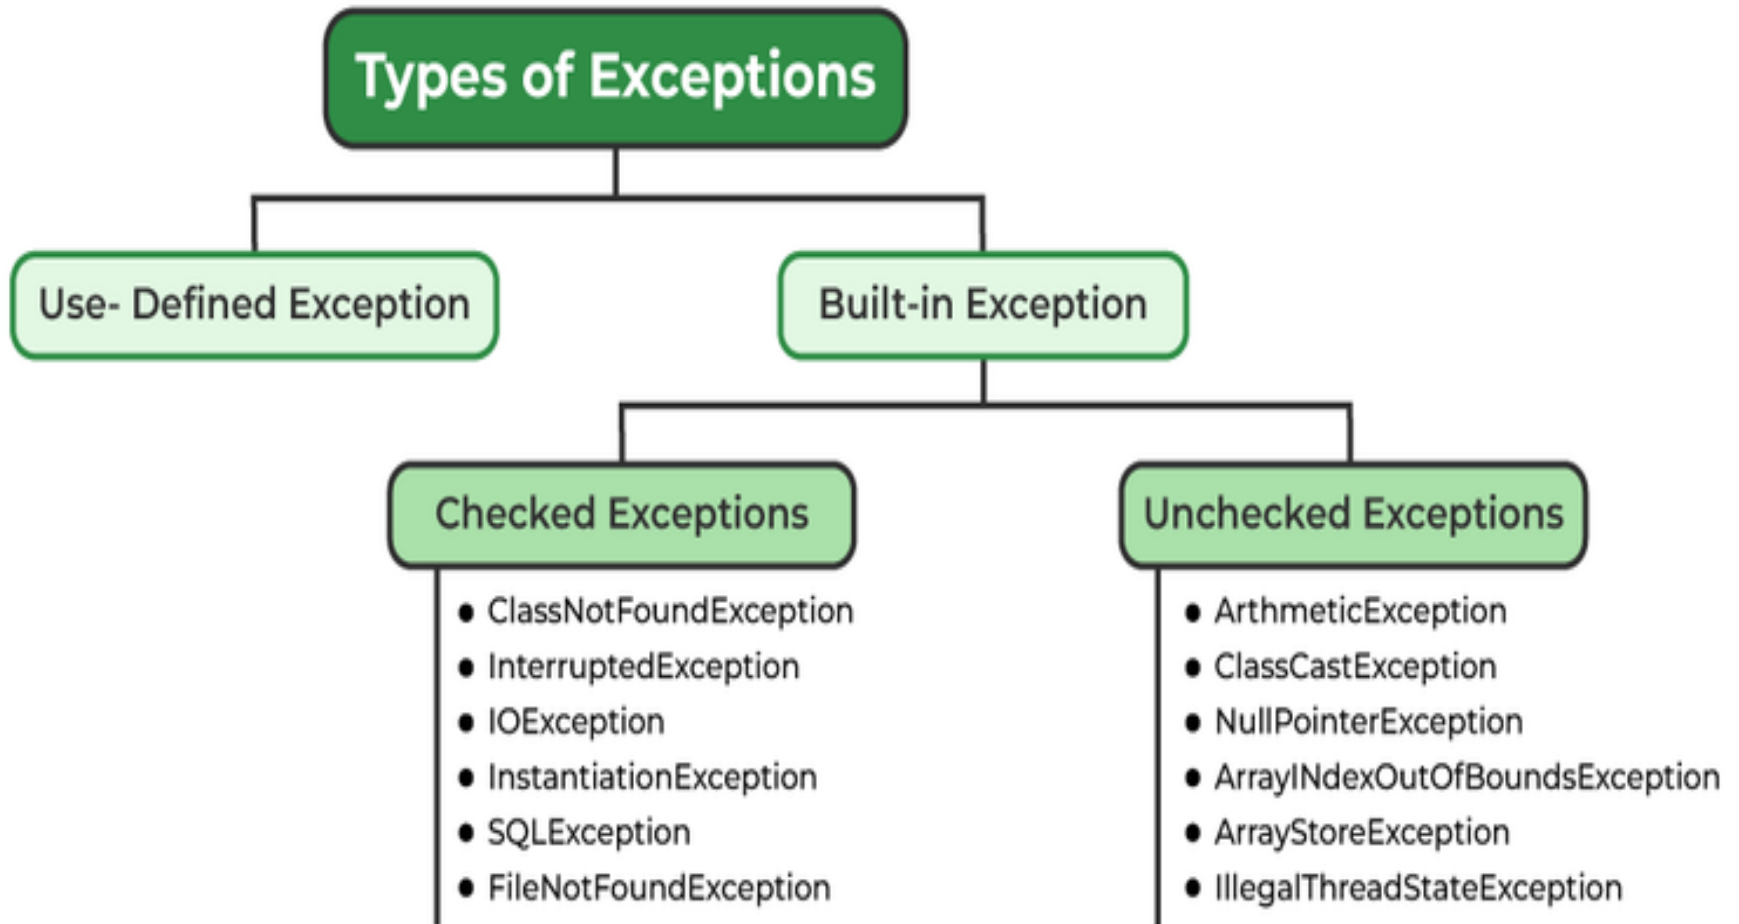 Types of Exceptions
Use- Defined Exception
Built-in Exception
Checked Exceptions
Unchecked Exceptions
• ClassNotFoundException
• InterruptedException
• IOException
• InstantiationException
• SQLException
• FileNotFoundException
• ArthmeticException
• ClassCastException
• NullPointerException
• ArrayINdexOutOfBoundsException
• ArrayStoreException
• IllegalThreadStateException